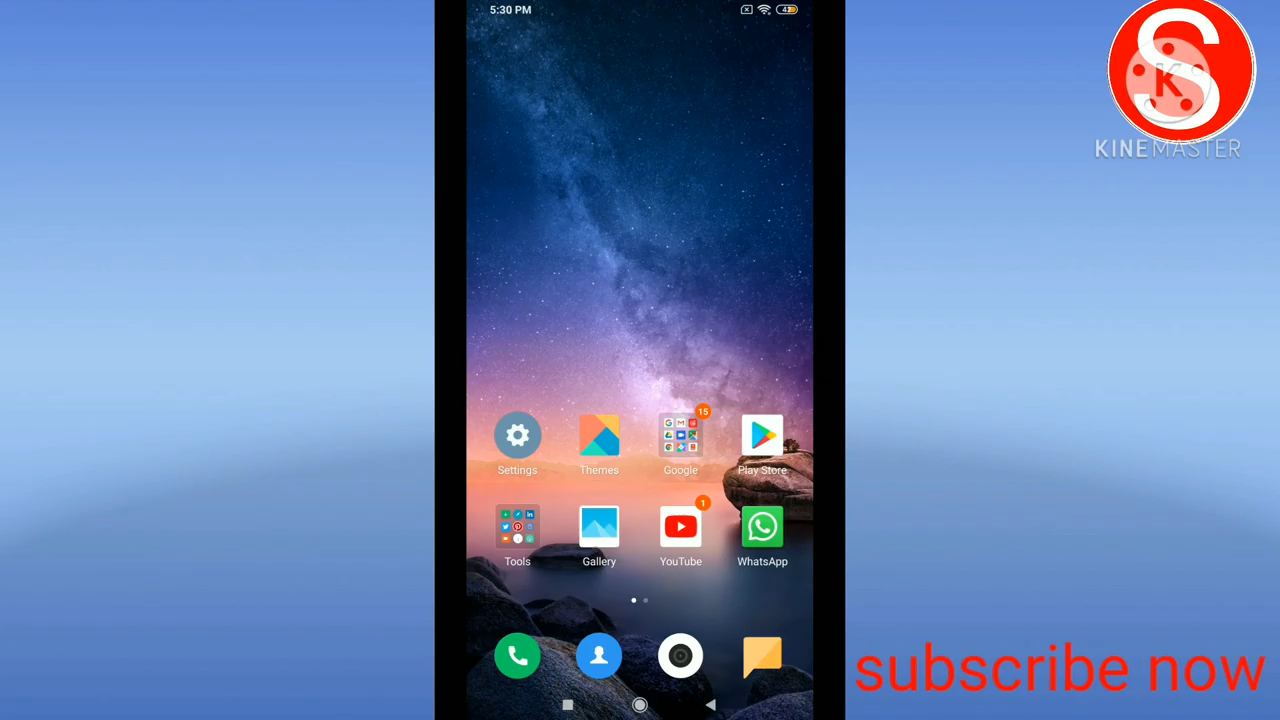 5:30 PM
S
K
KINEMASTER
15
Settings
Themes
Google
Play Store
1
Tools
Gallery
YouTube
WhatsApp
subscribe now